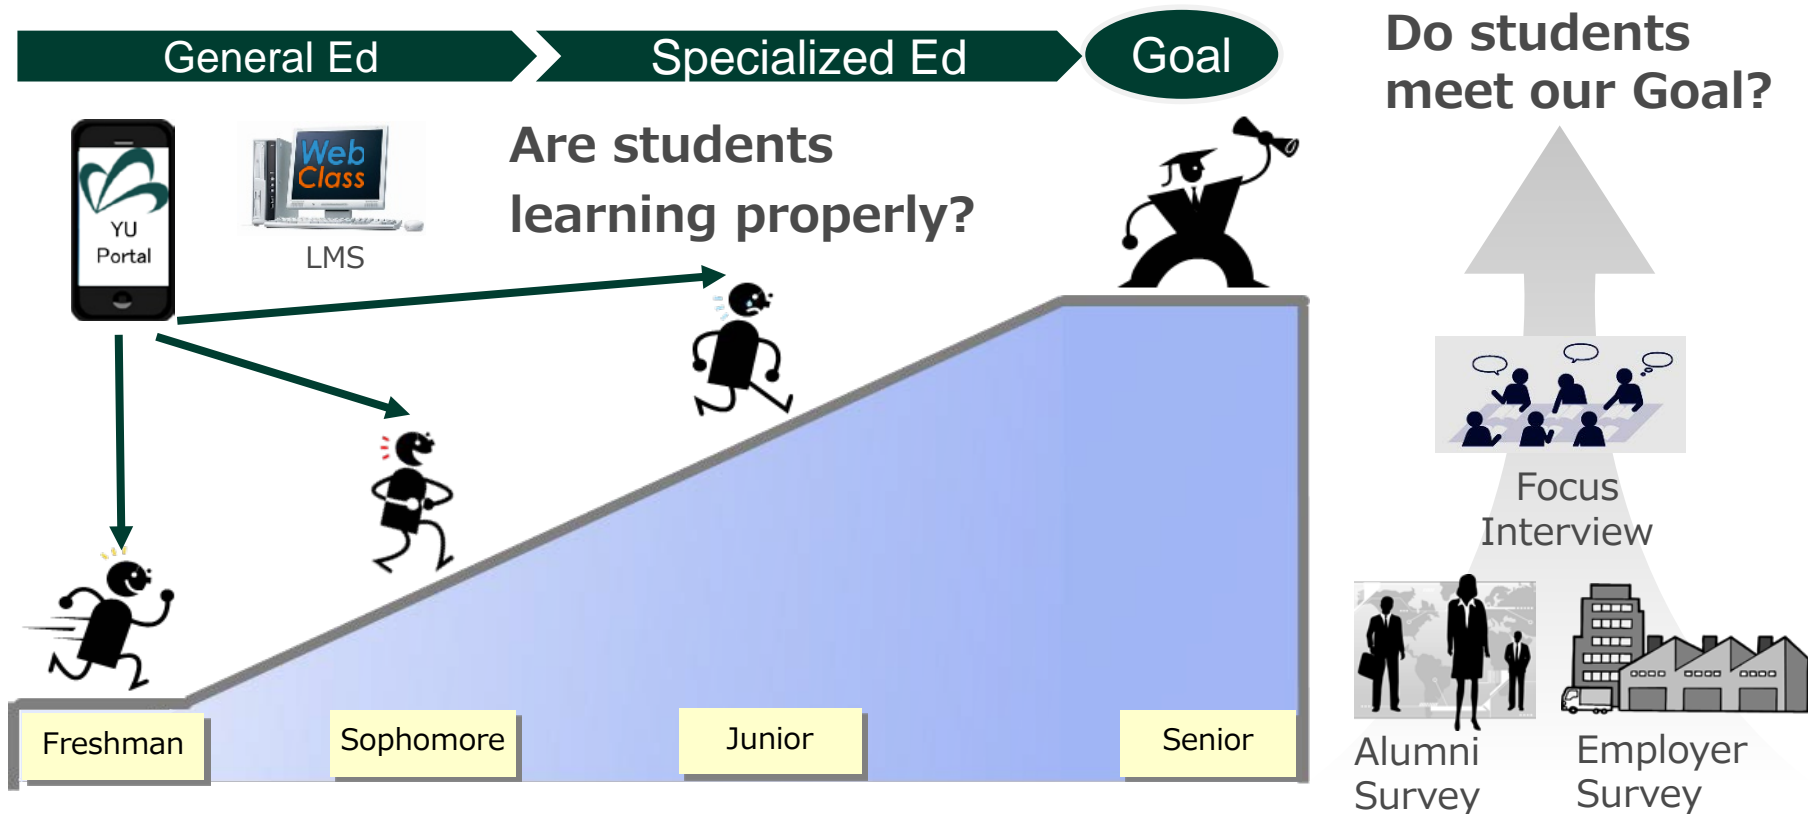 General Ed
Specialized Ed
Goal
Do students
meet our Goal?
YU
Portal
Web
Class
LMS
Are students
learning properly?
Focus
Interview
Freshman
Sophomore
Junior
Senior
Alumni
Survey
Employer
Survey